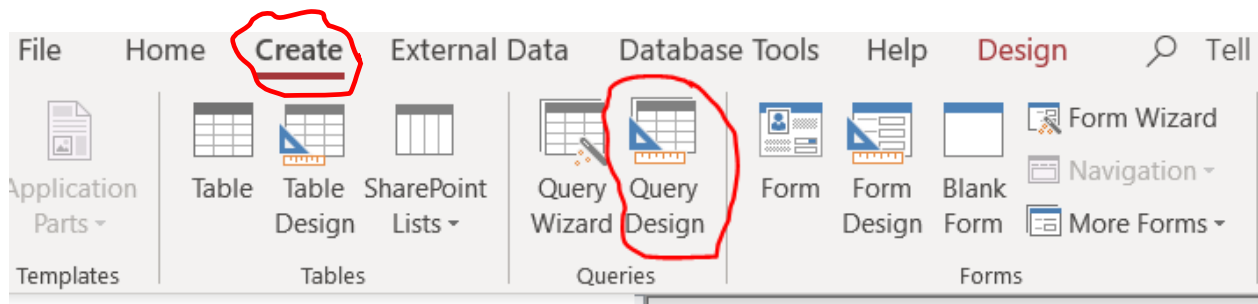 File Home Create External Data Database Tools Help Design Tell
Application Parts
Table
Table Design
SharePoint Lists
Query Wizard
Query Design
Form
Form Design
Blank Form
Form Wizard
Navigation
More Forms
Templates Tables Queries Forms